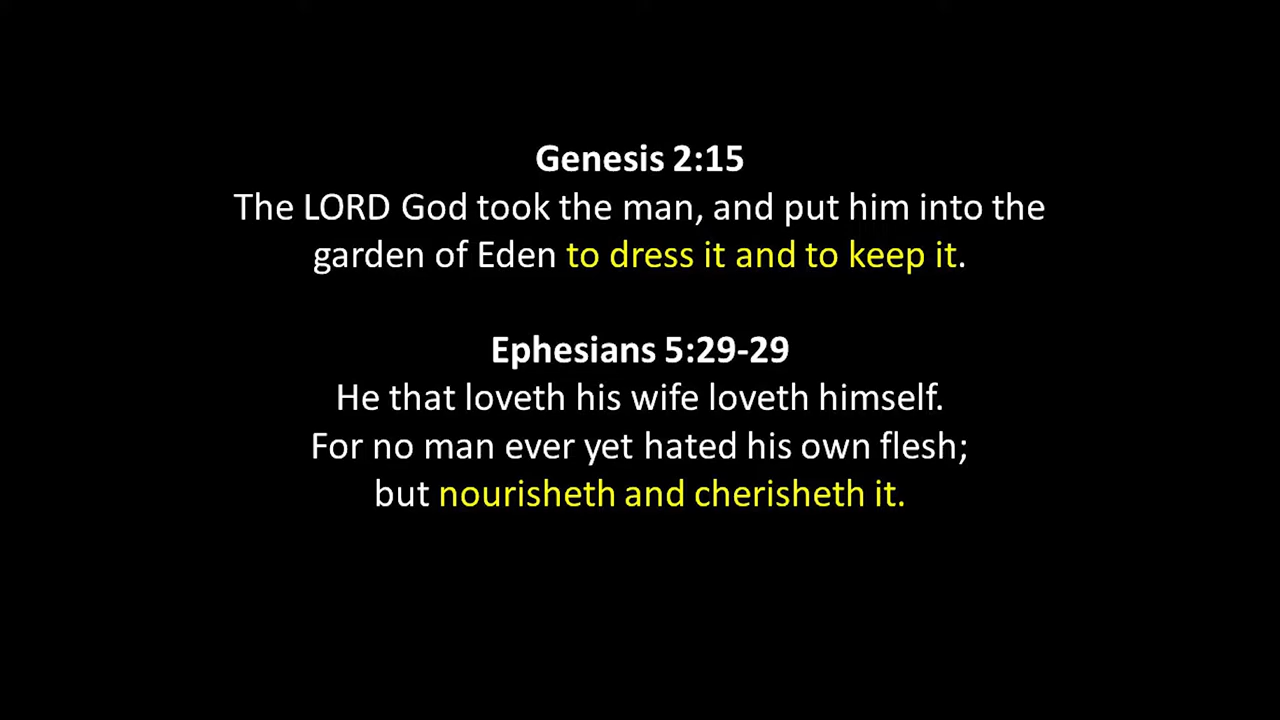 Genesis 2:15
The LORD God took the man, and put him into the
garden of Eden to dress it and to keep it.
Ephesians 5:29-29
He that loveth his wife loveth himself.
For no man ever yet hated his own flesh;
but nourisheth and cherisheth it.